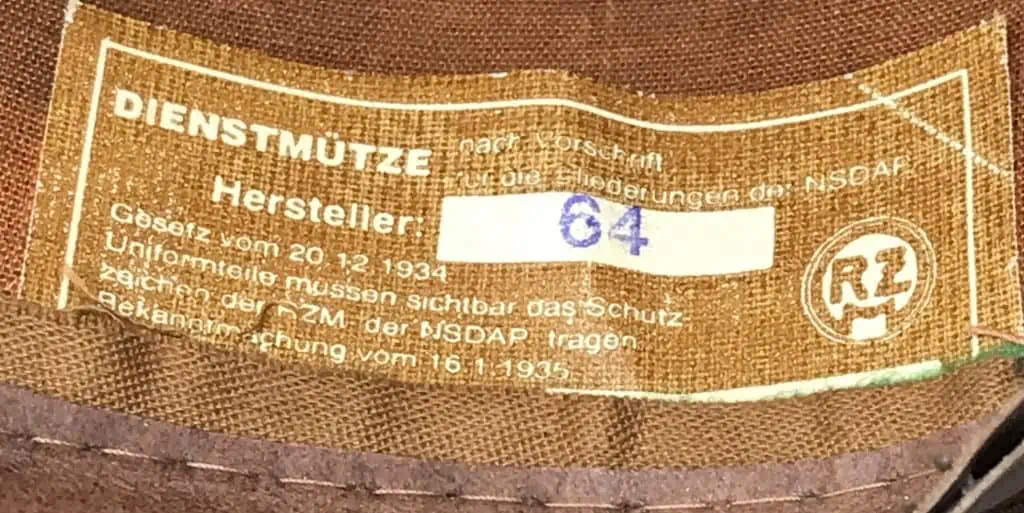 DIENSTMÜTZE nach Vorschrift
für die Gliederungen der NSDAP
Hersteller: 64
Gesetz vom 20.12.1934
Uniformteile müssen sichtbar das Schutz
zeichen der RZM der NSDAP tragen
Bekanntmachung vom 16.1.1935
RZ